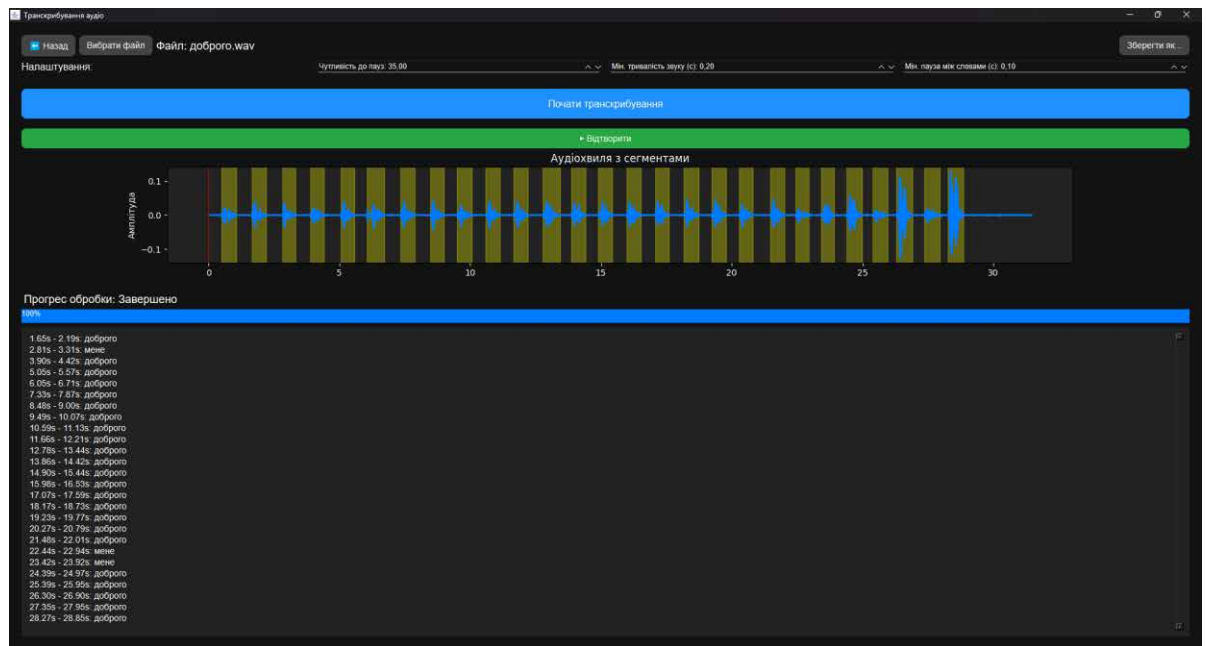 Транскрибування аудіо
Назад Вибрати файл Файл: доброго.wav Зберегти як...
Налаштування: Чутливість до пауз: 35,00 Мін. тривалість звуку (с): 0,20 Мін. пауза між словами (с): 0,10
Почати транскрибування
Відтворити
Аудіохвиля з сегментами
Амплітуда
0.1
0.0
−0.1
0 5 10 15 20 25 30
Прогрес обробки: Завершено
100%
1.65s - 2.19s: доброго
2.81s - 3.31s: мене
3.90s - 4.42s: доброго
5.05s - 5.57s: доброго
6.05s - 6.71s: доброго
7.33s - 7.87s: доброго
8.48s - 9.00s: доброго
9.49s - 10.07s: доброго
10.59s - 11.13s: доброго
11.66s - 12.21s: доброго
12.78s - 13.44s: доброго
13.86s - 14.42s: доброго
14.90s - 15.44s: доброго
15.98s - 16.53s: доброго
17.07s - 17.59s: доброго
18.17s - 18.73s: доброго
19.23s - 19.77s: доброго
20.27s - 20.79s: доброго
21.48s - 22.01s: доброго
22.44s - 22.94s: мене
23.42s - 23.92s: мене
24.39s - 24.97s: доброго
25.39s - 25.95s: доброго
26.30s - 26.90s: доброго
27.35s - 27.95s: доброго
28.27s - 28.85s: доброго